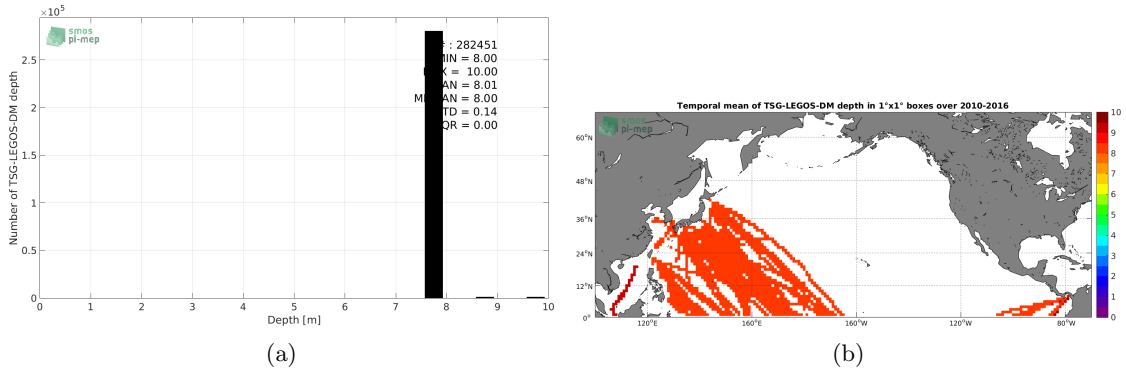 ×10^5
smos
pi-mep
2.5
2
1.5
1
0.5
0
Number of TSG-LEGOS-DM depth
: 282451
MIN = 8.00
X = 10.00
AN = 8.01
M AN = 8.00
TD = 0.14
QR = 0.00
0 1 2 3 4 5 6 7 8 9 10
Depth [m]
(a)
Temporal mean of TSG-LEGOS-DM depth in 1°x1° boxes over 2010-2016
smos
pi-mep
60°N
48°N
36°N
24°N
12°N
0°
120°E 160°E 160°W 120°W 80°W
10
9
8
7
6
5
4
3
2
1
0
(b)